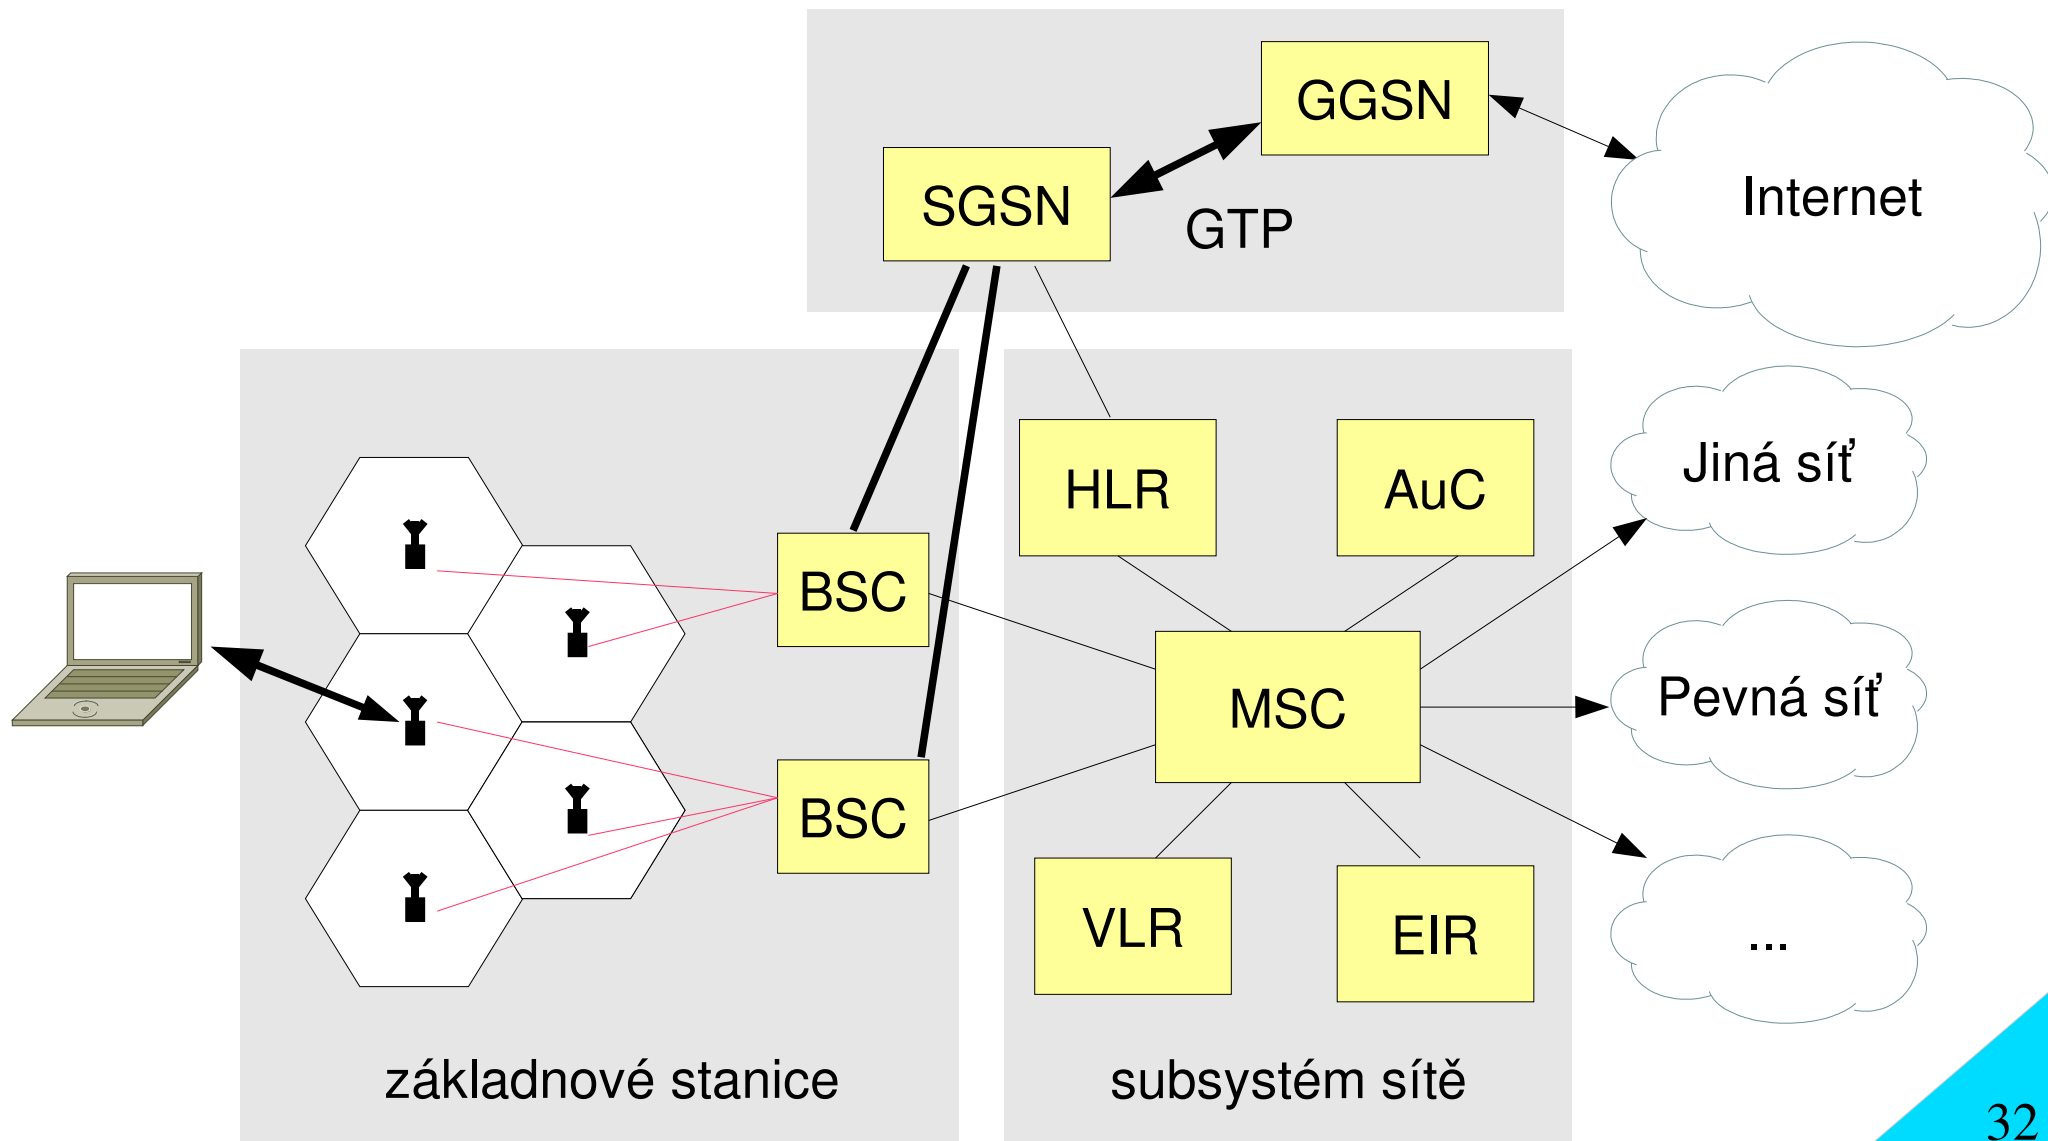 GGSN
SGSN
GTP
Internet
HLR
AuC
Jiná síť
BSC
MSC
Pevná síť
BSC
VLR
EIR
...
základnové stanice
subsystém sítě
32